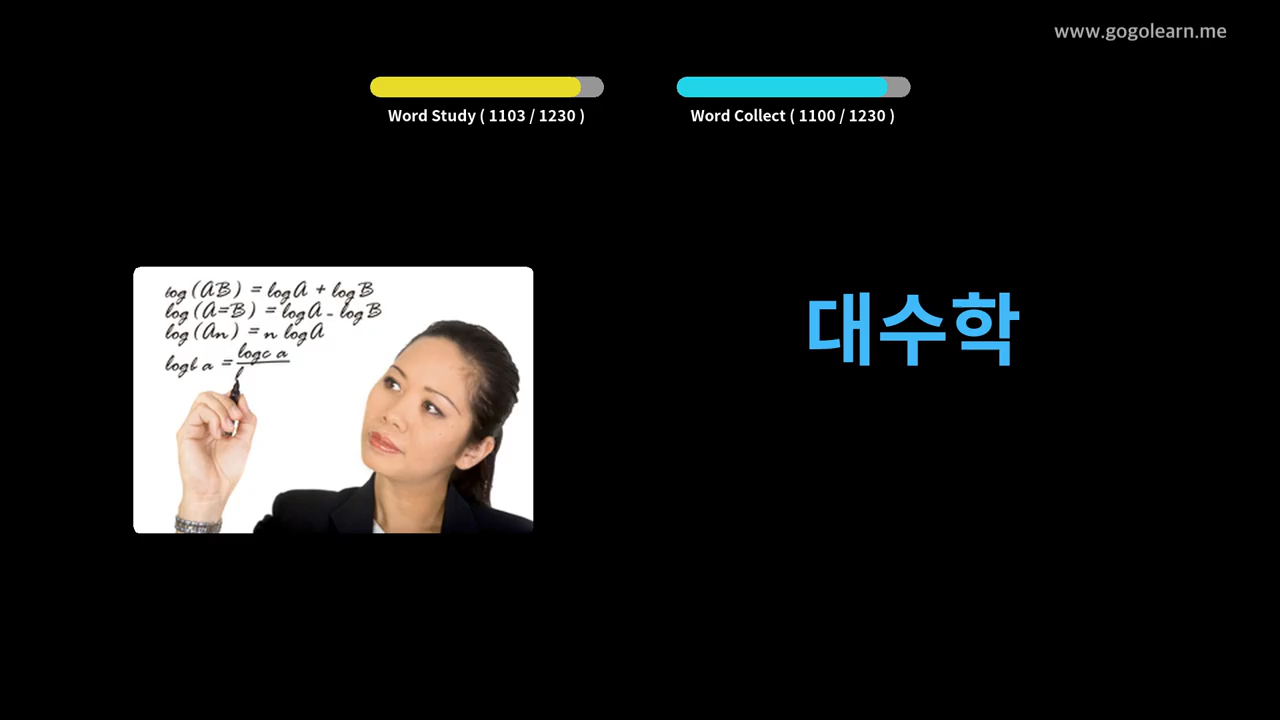 www.gogolearn.me
Word Study ( 1103 / 1230 )
Word Collect ( 1100 / 1230 )
log (AB) = logA + logB
log (A=B) = logA - logB
log (An) = n logA
logb a = logc a
대수학